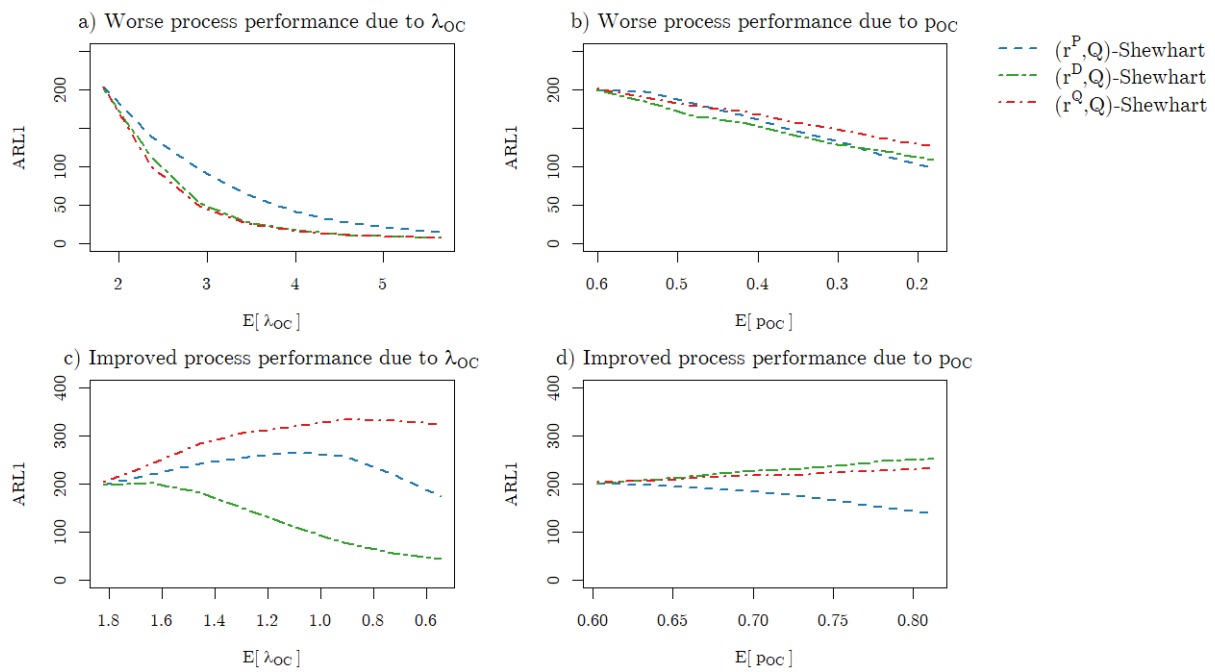 a) Worse process performance due to λOC
b) Worse process performance due to pOC
(r^P,Q)-Shewhart
(r^D,Q)-Shewhart
(r^Q,Q)-Shewhart
ARL1
200
100
50
0
2 3 4 5
E[ λOC ]
ARL1
200
100
50
0
0.6 0.5 0.4 0.3 0.2
E[ pOC ]
c) Improved process performance due to λOC
d) Improved process performance due to pOC
ARL1
400
300
200
100
0
1.8 1.6 1.4 1.2 1.0 0.8 0.6
E[ λOC ]
ARL1
400
300
200
100
0
0.60 0.65 0.70 0.75 0.80
E[ pOC ]